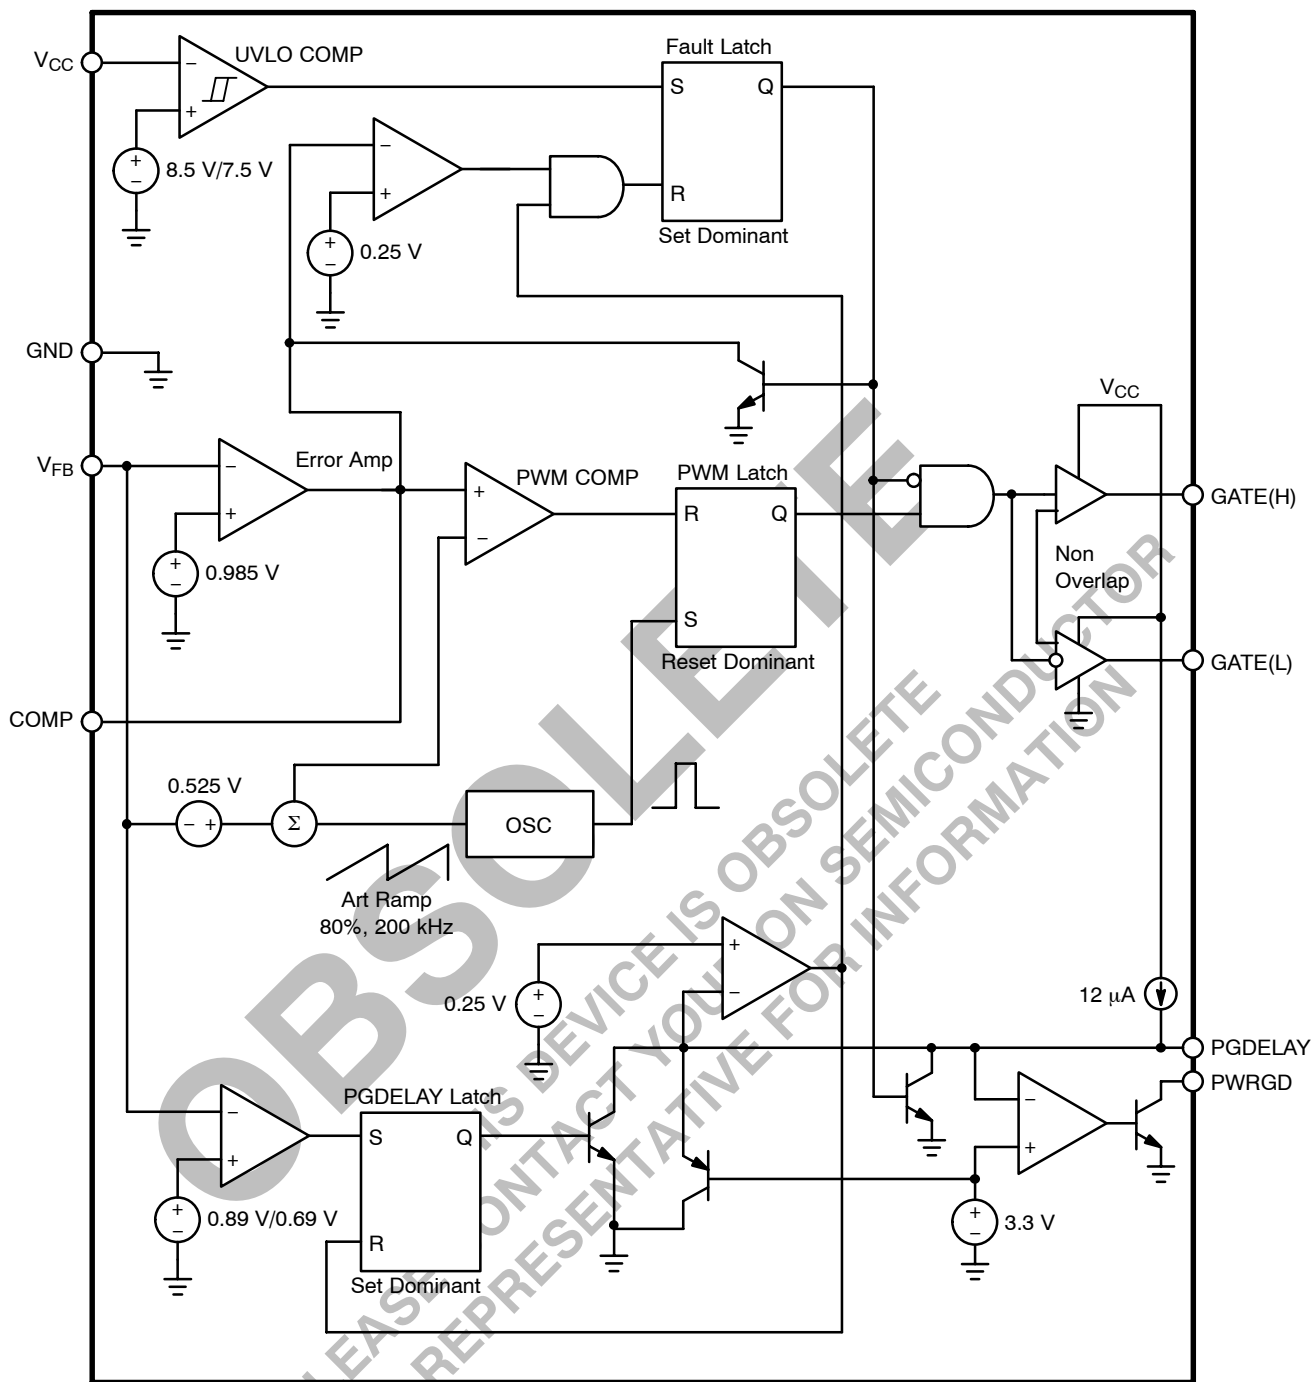 VCC
UVLO COMP
− +
8.5 V/7.5 V
+ −
Fault Latch
S Q
R
Set Dominant
− +
0.25 V
+ −
GND
VCC
VFB
− +
Error Amp
0.985 V
+ −
PWM COMP
+ −
PWM Latch
R Q
S
Reset Dominant
GATE(H)
Non
Overlap
GATE(L)
COMP
0.525 V
− +
Σ
OSC
Art Ramp
80%, 200 kHz
+ −
0.25 V
+ −
12 μA
PGDELAY
PWRGD
− +
PGDELAY Latch
S Q
R
Set Dominant
0.89 V/0.69 V
+ −
− +
3.3 V
+ −
OBSOLETE
IS DEVICE IS OBSOLETE
LEASE CONTACT YOUR ON SEMICONDUCTOR
REPRESENTATIVE FOR INFORMATION